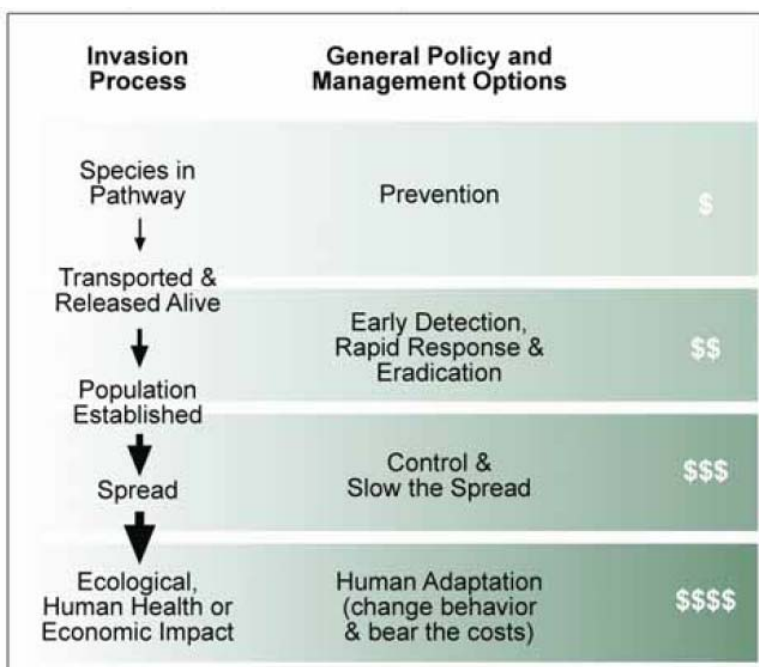 Invasion
Process
General Policy and
Management Options
Species in
Pathway
Prevention
$
Transported &
Released Alive
Early Detection,
Rapid Response &
Eradication
$$
Population
Established
Control &
Slow the Spread
$$$
Spread
Ecological,
Human Health or
Economic Impact
Human Adaptation
(change behavior
& bear the costs)
$$$$